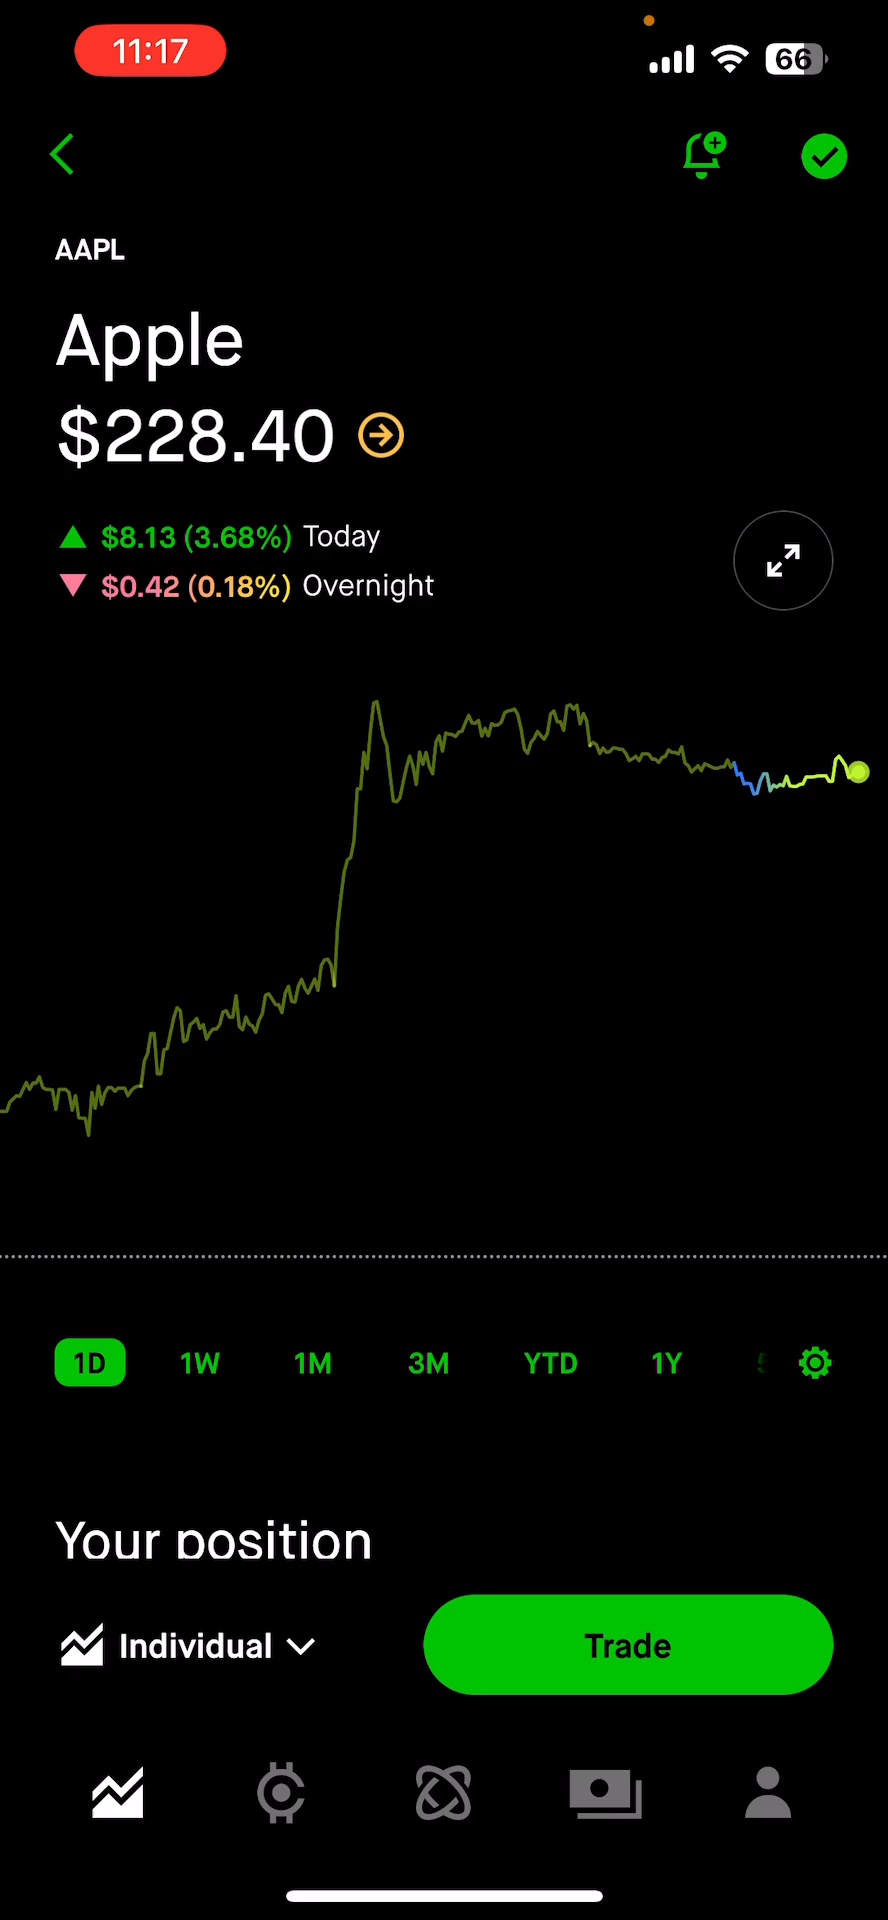 11:17
66
AAPL
Apple
$228.40
$8.13 (3.68%) Today
$0.42 (0.18%) Overnight
1D 1W 1M 3M YTD 1Y 5
Your position
Individual
Trade